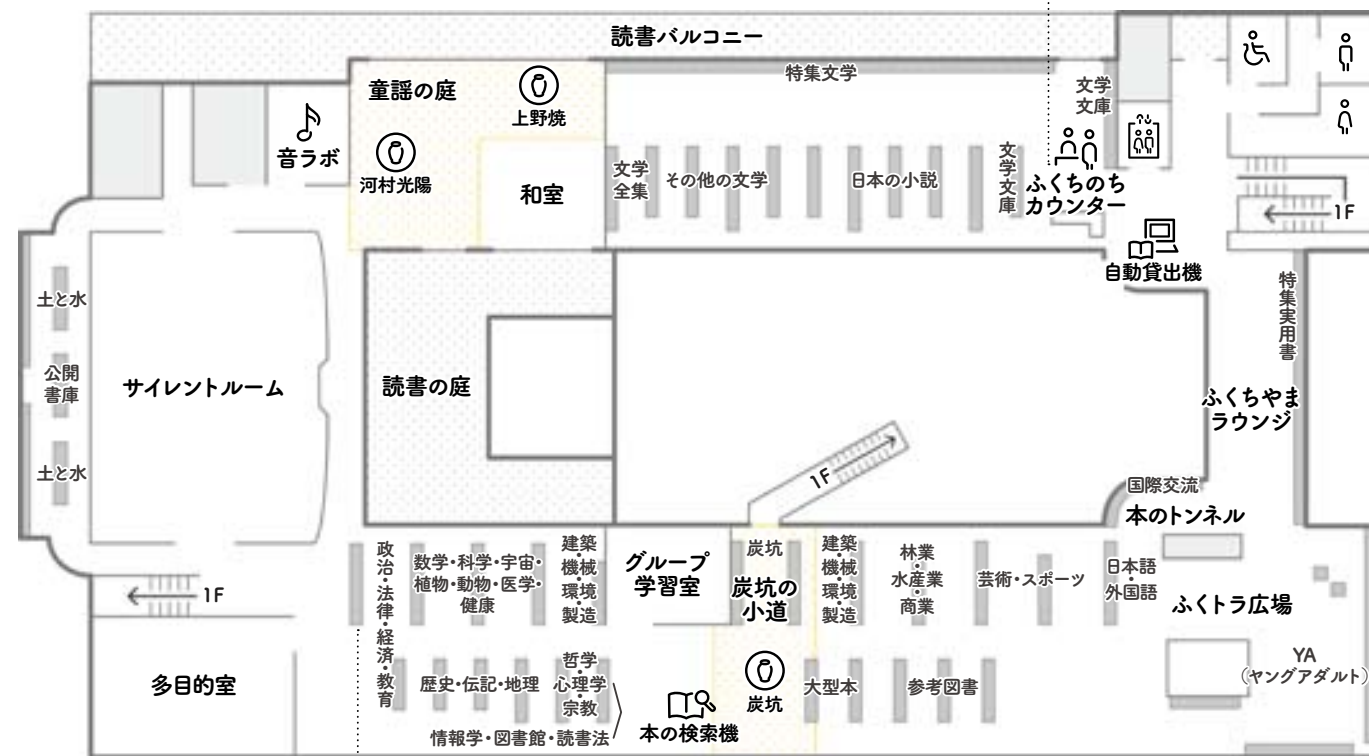 読書バルコニー
特集文学
童謡の庭
上野焼
文学
文庫
音ラボ
河村光陽
和室
文学
全集
その他の文学
日本の小説
文学文庫
ふくちのち
カウンター
1F
自動貸出機
土と水
公開
書庫
土と水
サイレントルーム
読書の庭
特集実用書
ふくちやま
ラウンジ
1F
国際交流
本のトンネル
政治・法律・経済・教育
数学・科学・宇宙・
植物・動物・医学・
健康
建築・
機械・
環境・
製造
グループ
学習室
炭坑
炭坑の
小道
建築・
機械・
環境・
製造
林業・
水産業・
商業
芸術・スポーツ
日本語・
外国語
ふくトラ広場
1F
多目的室
歴史・伝記・地理
哲学・
心理学・
宗教
情報学・図書館・読書法
本の検索機
炭坑
大型本
参考図書
YA
(ヤングアダルト)